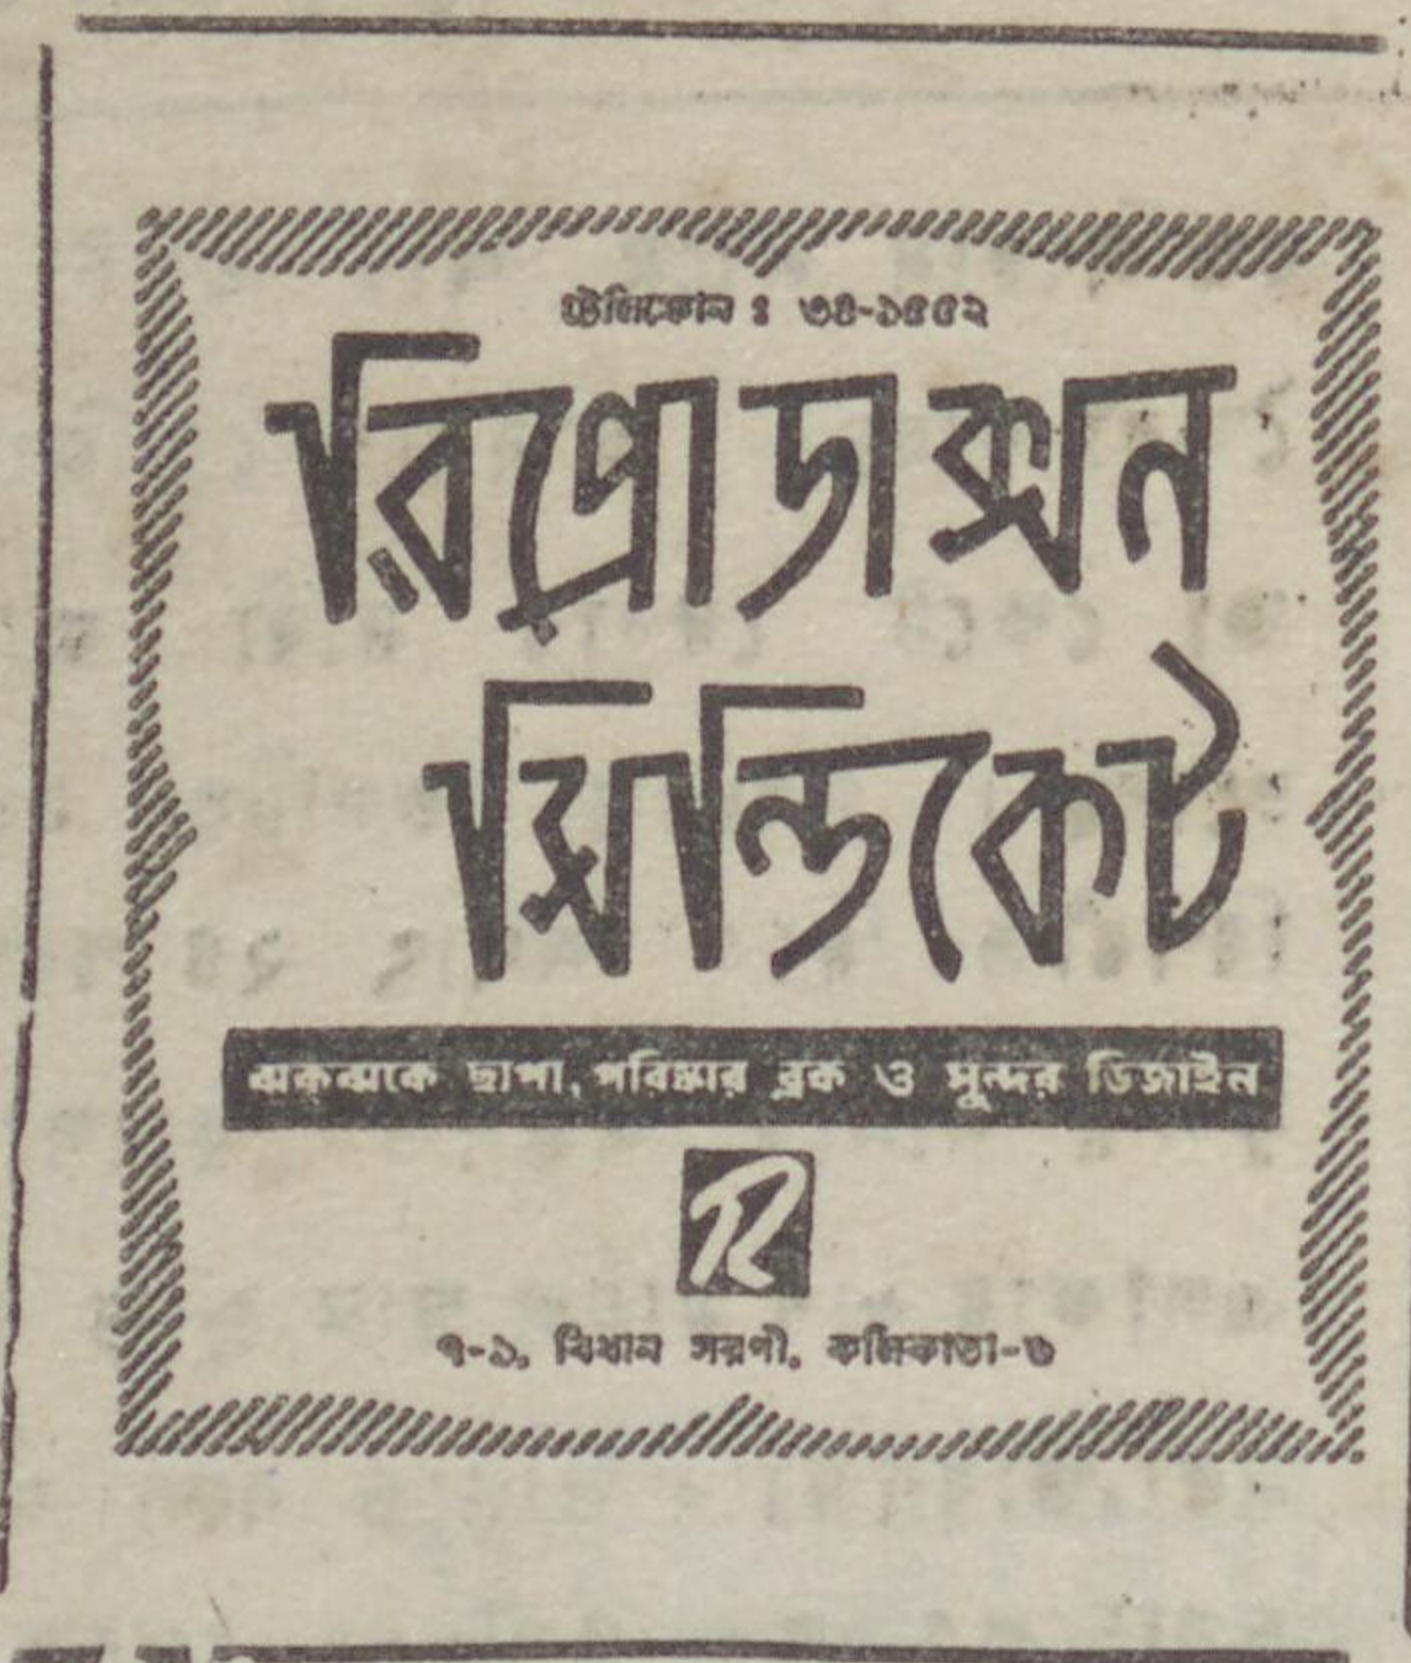 টেলিফোন : ৩৪-১৫৫২
রিপ্রোডাক্সন
সিন্ডিকেট
ঝকঝকে ছাপা, পরিষ্কার ব্লক ও সুন্দর ডিজাইন
R
৭-১, বিধান সরণী, কলিকাতা-৬